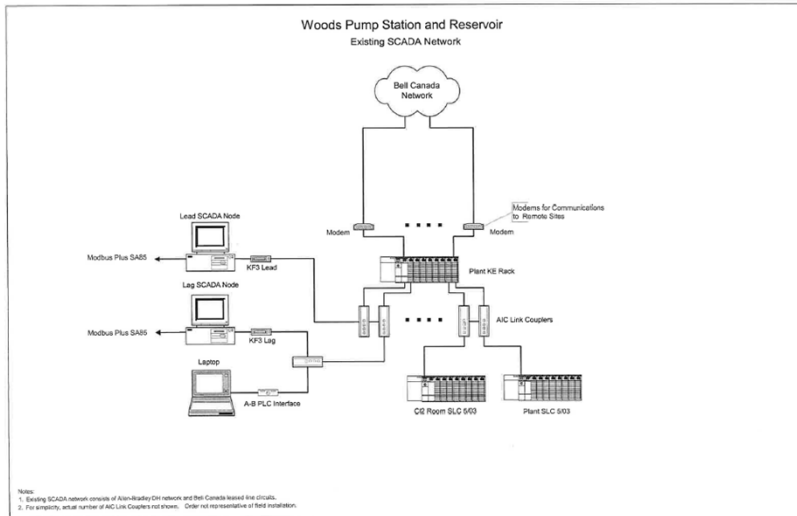 Woods Pump Station and Reservoir
Existing SCADA Network
Bell Canada
Network
Modems for Communications
to Remote Sites
Lead SCADA Node
Modem
Modem
Modbus Plus SA85
KF3 Lead
Plant KE Rack
Lag SCADA Node
AIC Link Couplers
Modbus Plus SA85
KF3 Lag
Laptop
A-B PLC Interface
Cl2 Room SLC 5/03
Plant SLC 5/03
Notes:
1. Existing SCADA network consists of Allen-Bradley DH network and Bell Canada leased line circuits.
2. For simplicity, actual number of AIC Link Couplers not shown. Order not representative of field installation.